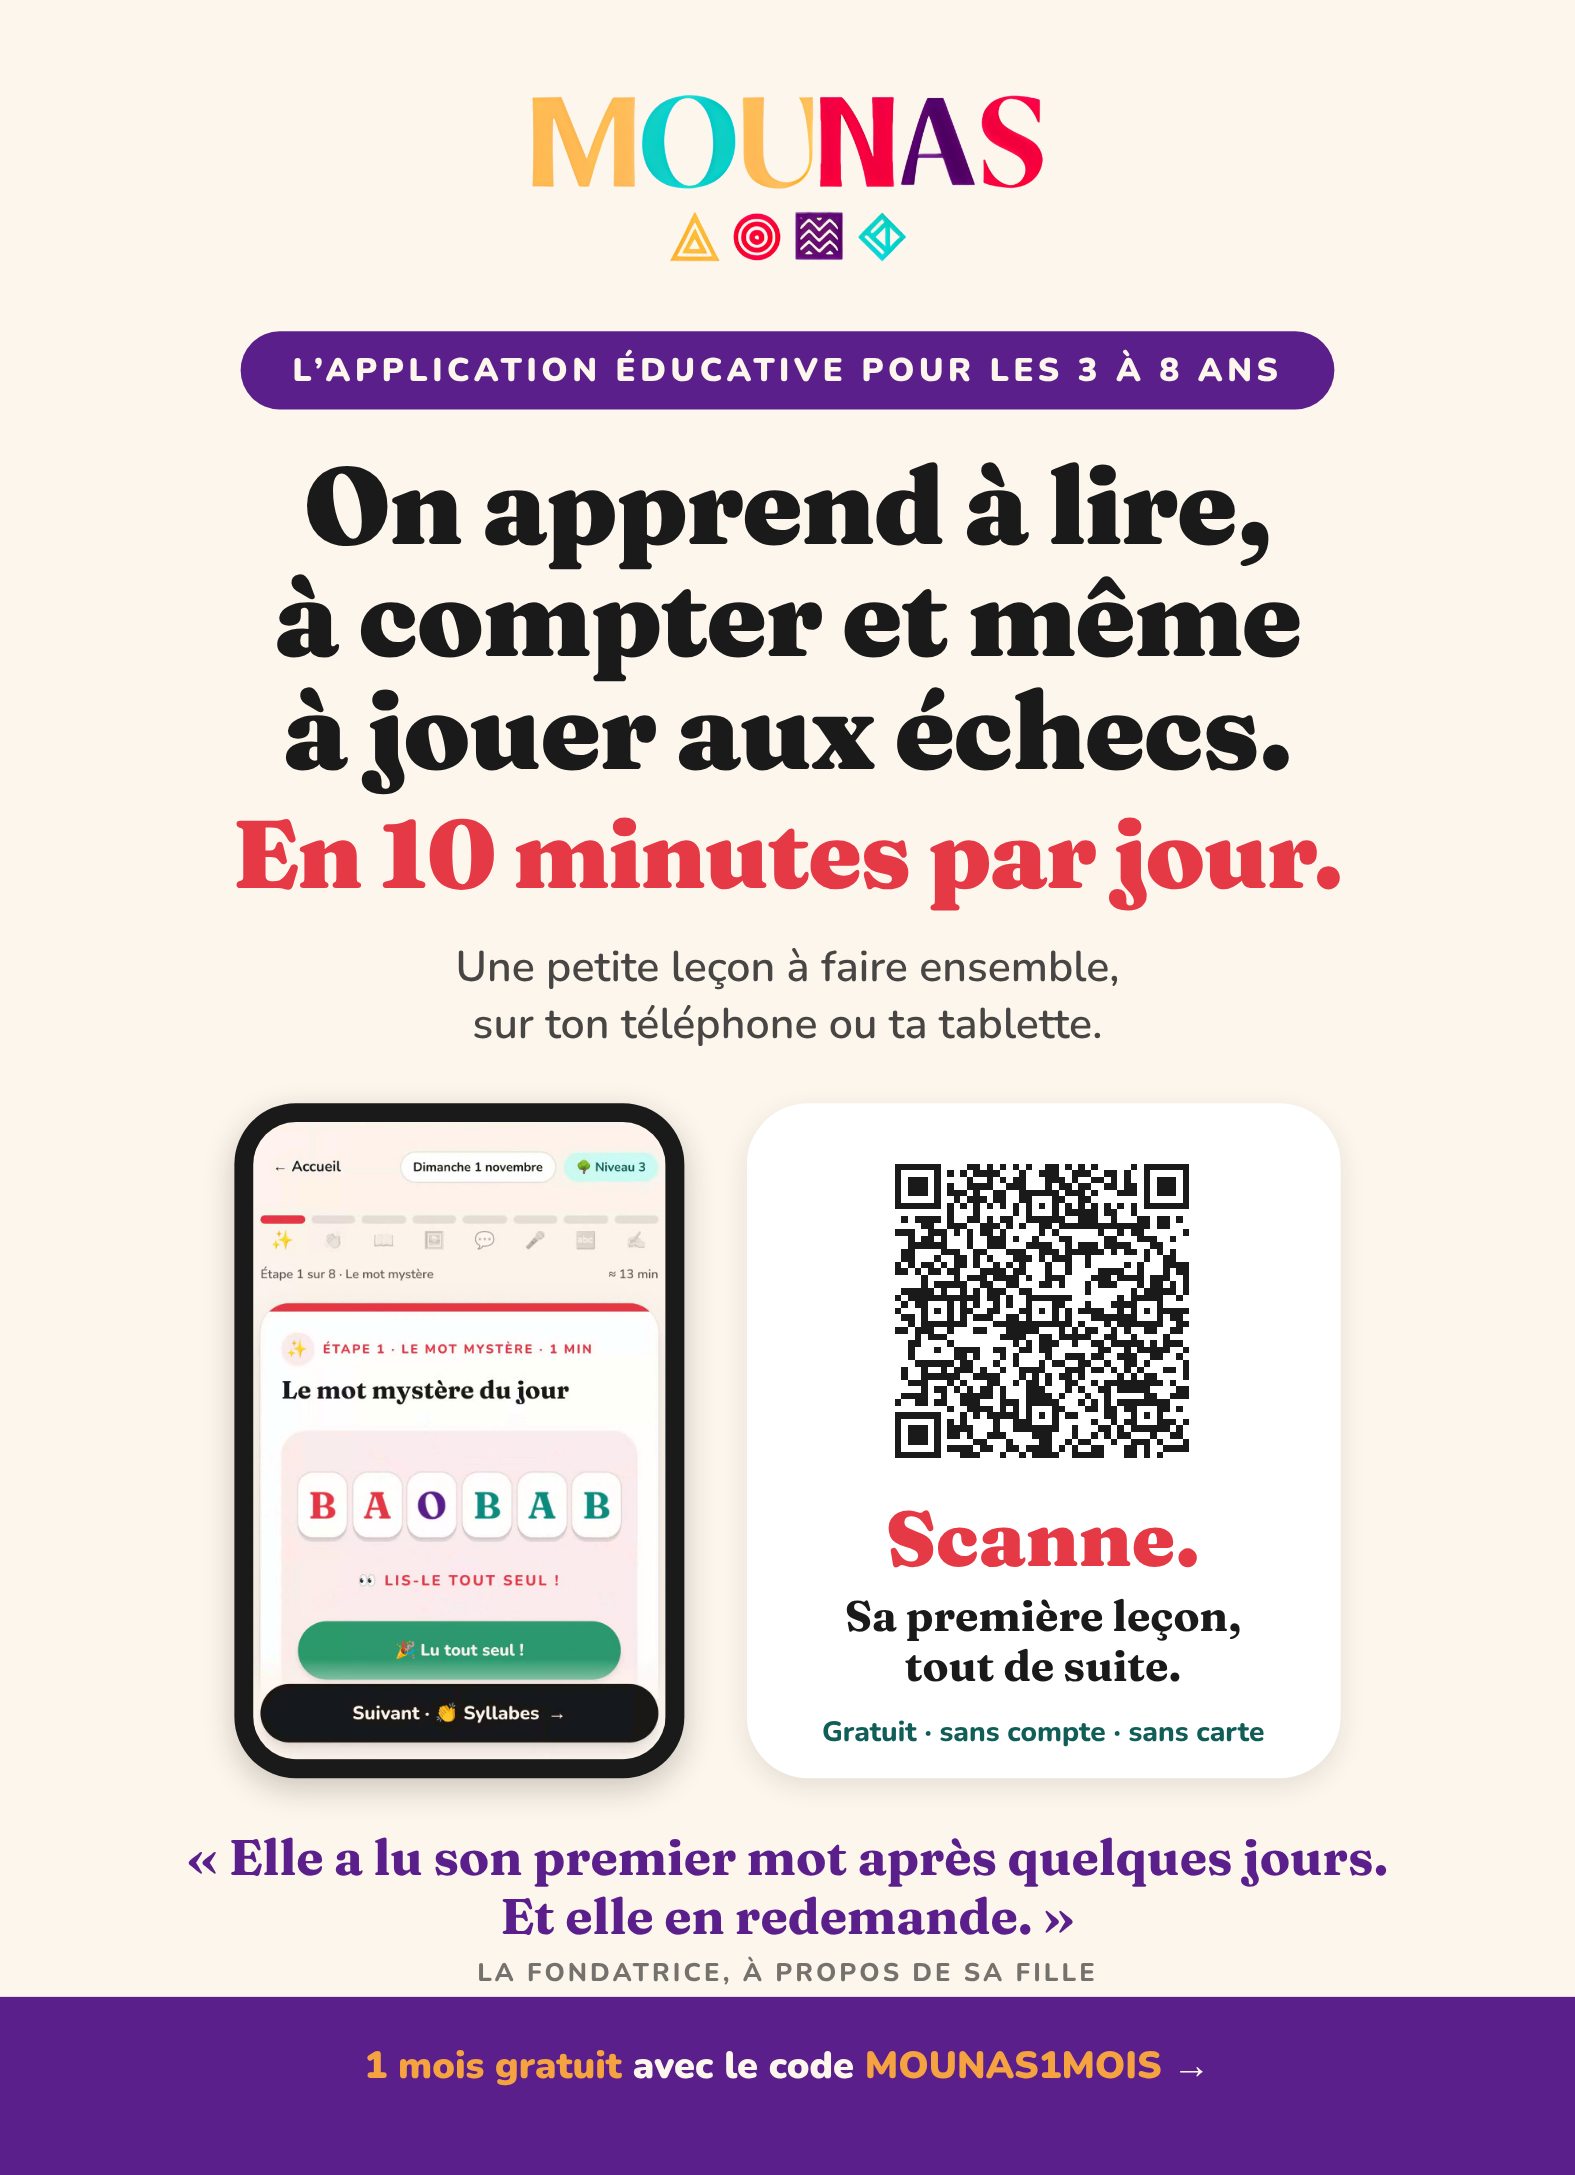 MOUNAS
L'APPLICATION ÉDUCATIVE POUR LES 3 À 8 ANS
On apprend à lire,
à compter et même
à jouer aux échecs.
En 10 minutes par jour.
Une petite leçon à faire ensemble,
sur ton téléphone ou ta tablette.
← Accueil
Dimanche 1 novembre
Niveau 3
abc
Étape 1 sur 8 · Le mot mystère
≈ 13 min
ÉTAPE 1 · LE MOT MYSTÈRE · 1 MIN
Le mot mystère du jour
B A O B A B
👀 LIS-LE TOUT SEUL !
🎉 Lu tout seul !
Suivant · 👏 Syllabes →
Scanne.
Sa première leçon,
tout de suite.
Gratuit · sans compte · sans carte
« Elle a lu son premier mot après quelques jours.
Et elle en redemande. »
LA FONDATRICE, À PROPOS DE SA FILLE
1 mois gratuit avec le code MOUNAS1MOIS →